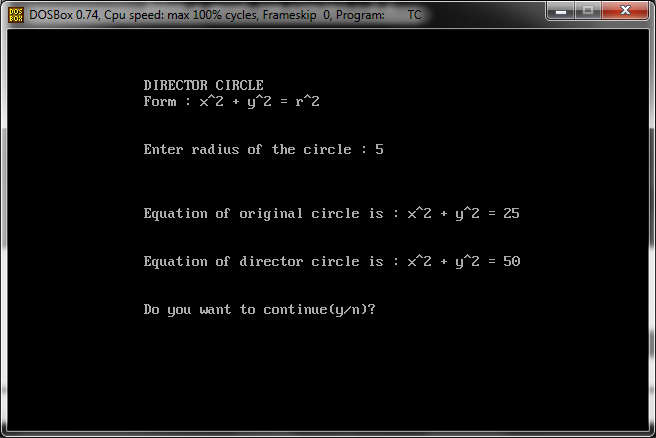 DOSBox 0.74, Cpu speed: max 100% cycles, Frameskip 0, Program: TC
DIRECTOR CIRCLE
Form : x^2 + y^2 = r^2
Enter radius of the circle : 5
Equation of original circle is : x^2 + y^2 = 25
Equation of director circle is : x^2 + y^2 = 50
Do you want to continue(y/n)?